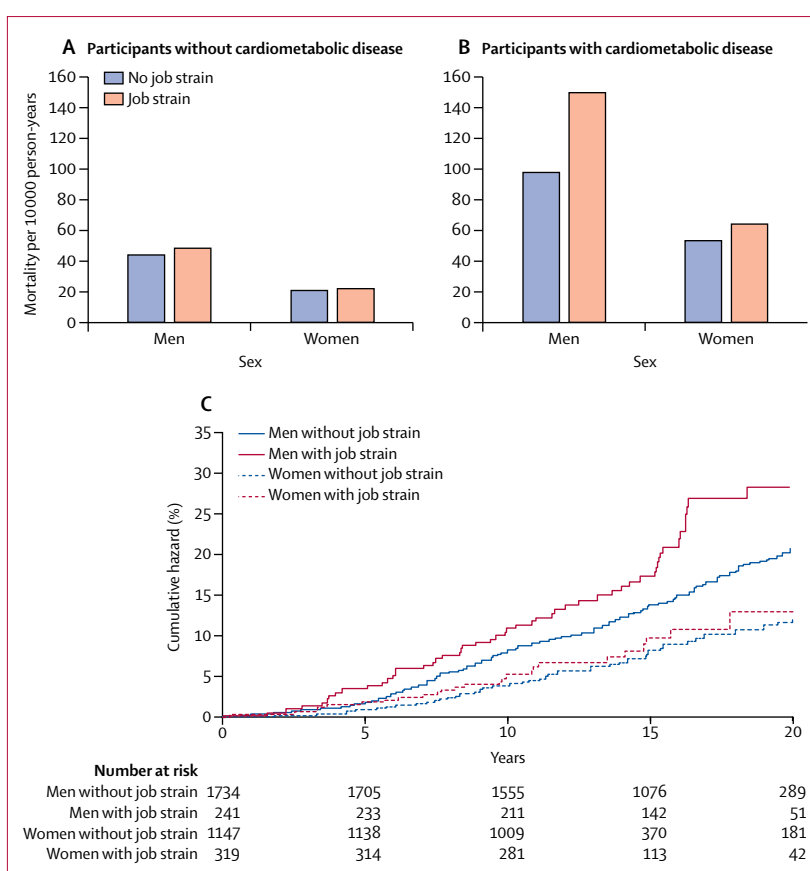 A Participants without cardiometabolic disease
160
140
120
100
80
60
40
20
0
Mortality per 10 000 person-years
No job strain
Job strain
Men
Women
Sex
B Participants with cardiometabolic disease
160
140
120
100
80
60
40
20
0
Men
Women
Sex
C
35
30
25
20
15
10
5
0
Cumulative hazard (%)
Men without job strain
Men with job strain
Women without job strain
Women with job strain
0 5 10 15 20
Years
Number at risk
Men without job strain 1734 1705 1555 1076 289
Men with job strain 241 233 211 142 51
Women without job strain 1147 1138 1009 370 181
Women with job strain 319 314 281 113 42